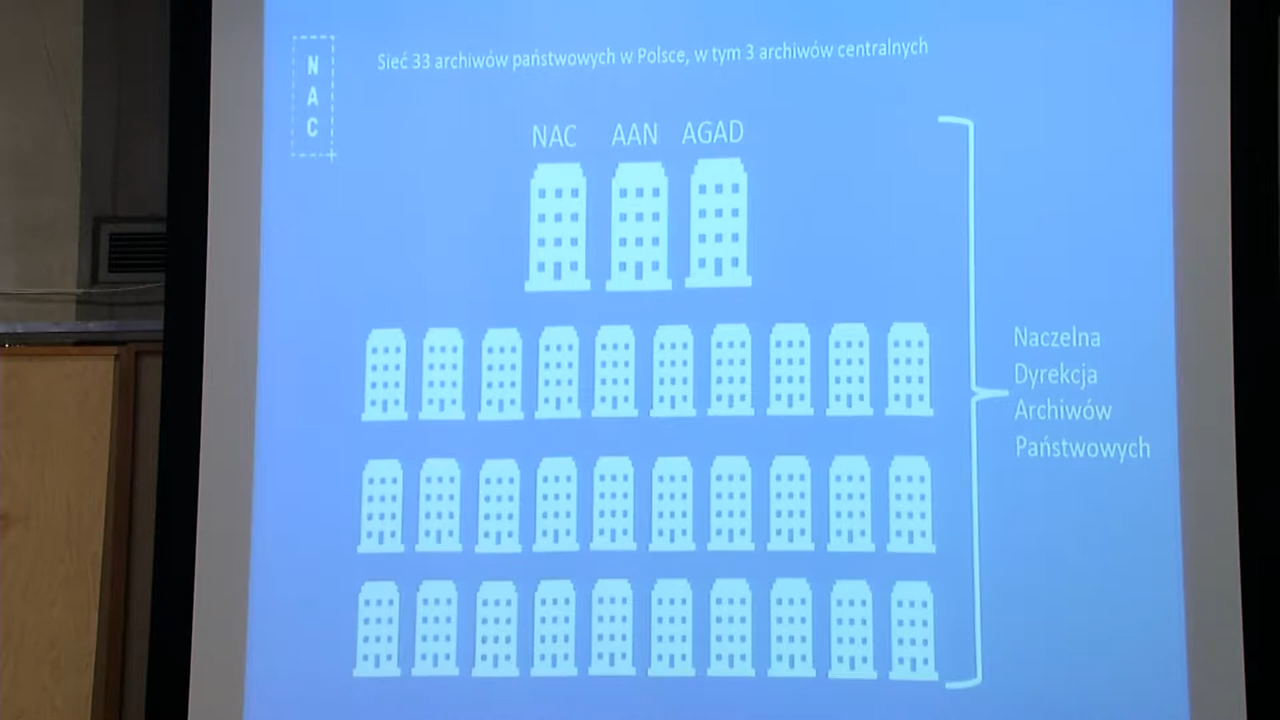 N
A
C
Sieć 33 archiwów państwowych w Polsce, w tym 3 archiwów centralnych
NAC AAN AGAD
Naczelna
Dyrekcja
Archiwów
Państwowych